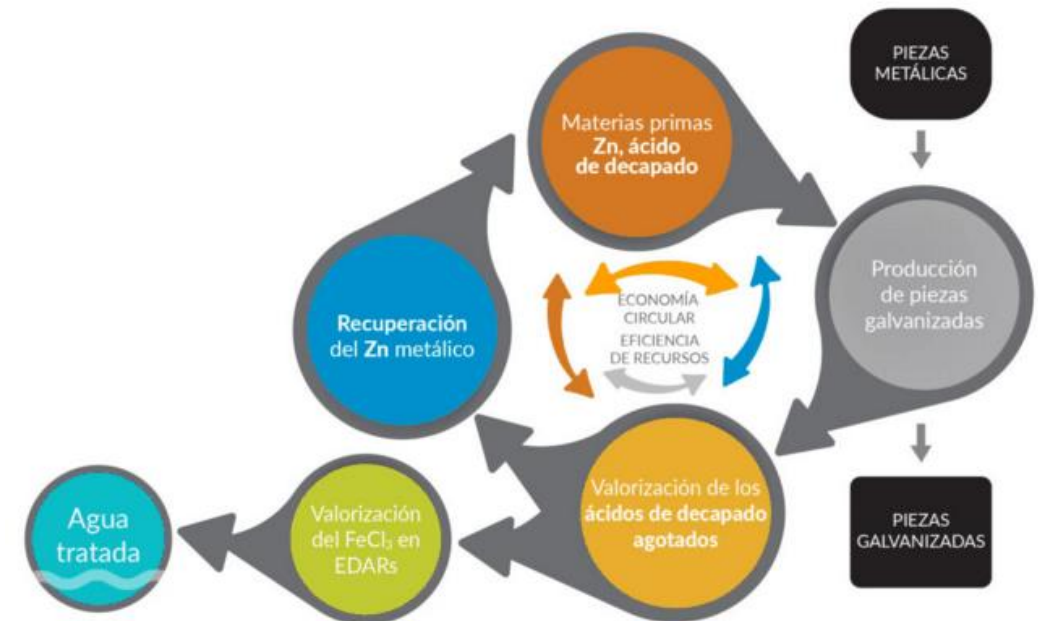 PIEZAS
METÁLICAS
Materias primas
Zn, ácido
de decapado
Producción
de piezas
galvanizadas
ECONOMÍA
CIRCULAR
EFICIENCIA
DE RECURSOS
Recuperación
del Zn metálico
Valorización de los
ácidos de decapado
agotados
PIEZAS
GALVANIZADAS
Valorización
del FeCl₃ en
EDARs
Agua
tratada